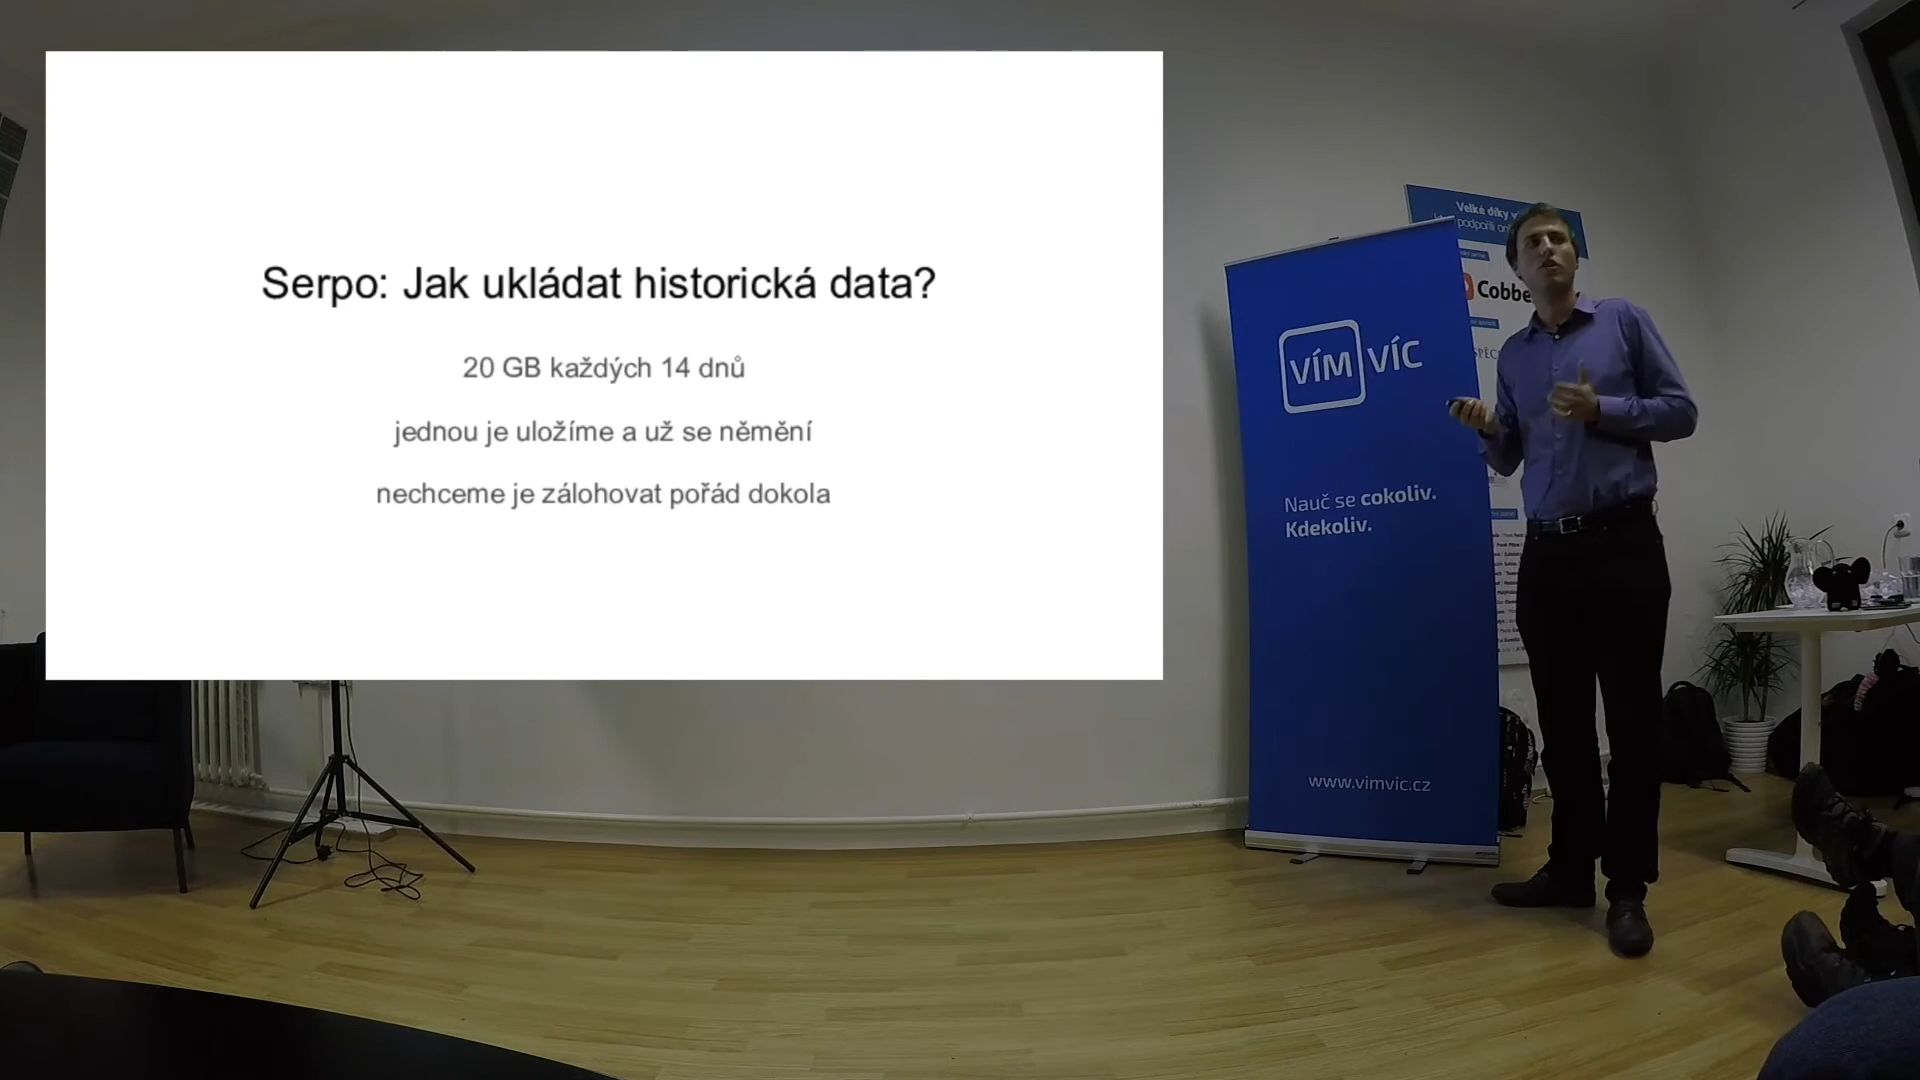 Serpo: Jak ukládat historická data?
20 GB každých 14 dnů
jednou je uložíme a už se němění
nechceme je zálohovat pořád dokola
Velké díky
podpořili
Cobbe
VÍM VÍC
Nauč se cokoliv.
Kdekoliv.
www.vimvic.cz